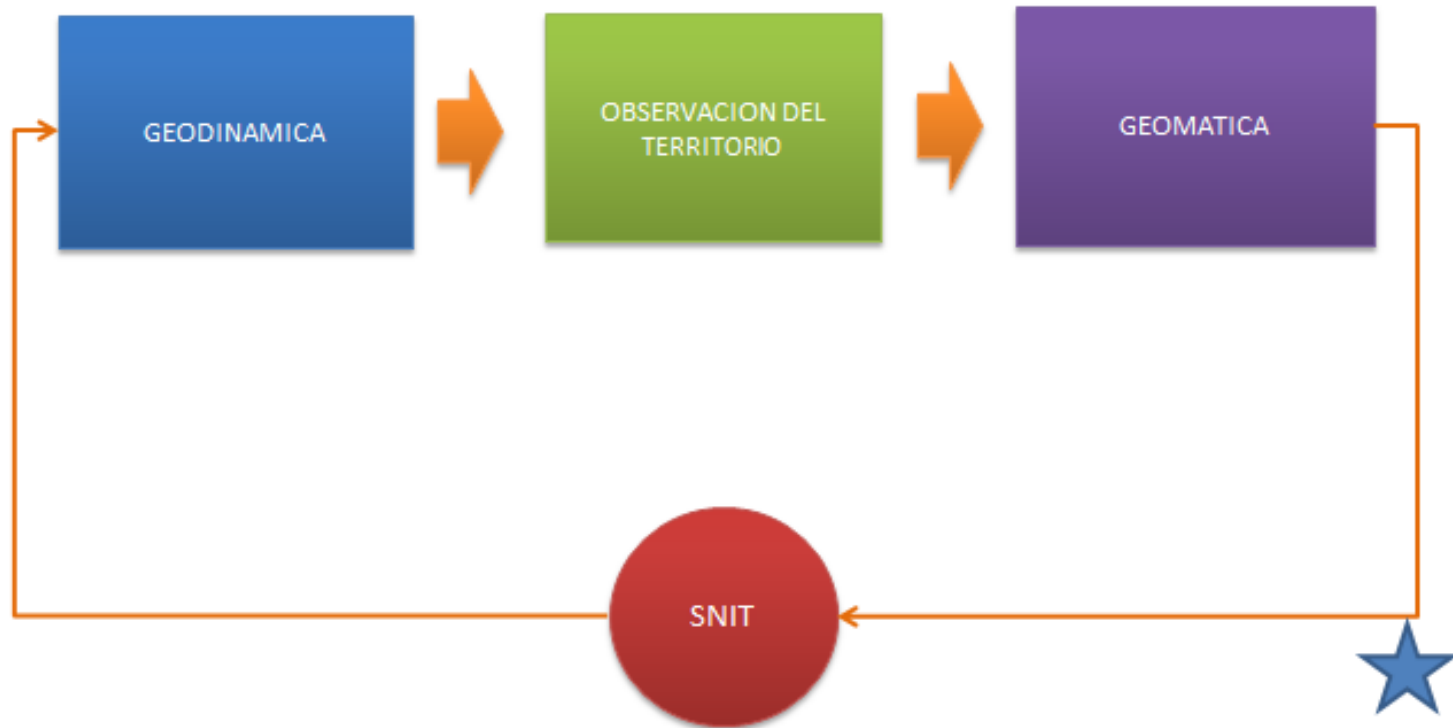 GEODINAMICA
OBSERVACION DEL
TERRITORIO
GEOMATICA
SNIT